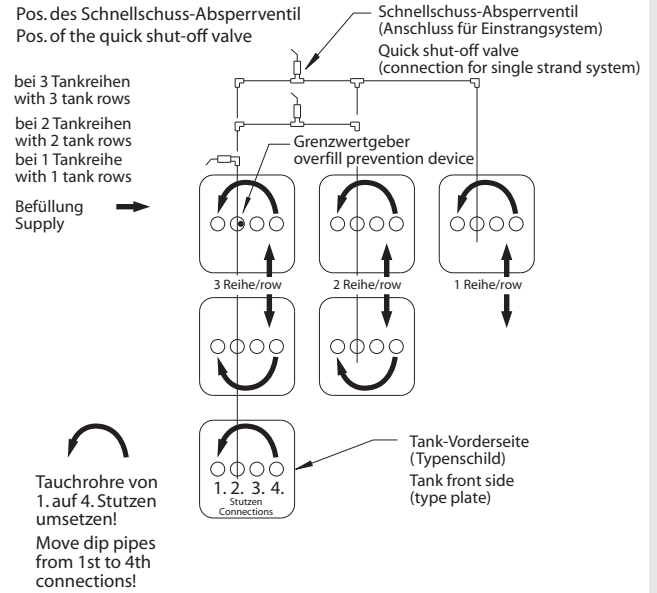 Pos. des Schnellschuss-Absperrventil
Pos. of the quick shut-off valve
Schnellschuss-Absperrventil
(Anschluss für Einstrangsystem)
Quick shut-off valve
(connection for single strand system)
bei 3 Tankreihen
with 3 tank rows
bei 2 Tankreihen
with 2 tank rows
bei 1 Tankreihe
with 1 tank rows
Grenzwertgeber
overfill prevention device
Befüllung
Supply
3 Reihe/row
2 Reihe/row
1 Reihe/row
Tauchrohre von
1. auf 4. Stutzen
umsetzen!
Move dip pipes
from 1st to 4th
connections!
1. 2. 3. 4.
Stutzen
Connections
Tank-Vorderseite
(Typenschild)
Tank front side
(type plate)